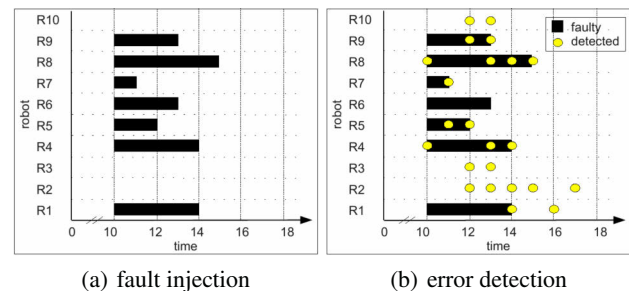 R10
R9
R8
R7
R6
R5
R4
R3
R2
R1
robot
0 10 12 14 16 18
time
(a) fault injection
R10
R9
R8
R7
R6
R5
R4
R3
R2
R1
robot
faulty
detected
0 10 12 14 16 18
time
(b) error detection